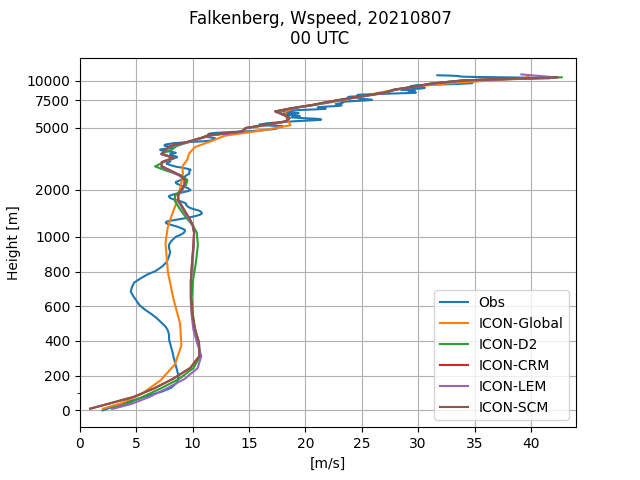 Falkenberg, Wspeed, 20210807
00 UTC
Height [m]
10000
7500
5000
2000
1000
800
600
400
200
0
0 5 10 15 20 25 30 35 40
[m/s]
Obs
ICON-Global
ICON-D2
ICON-CRM
ICON-LEM
ICON-SCM